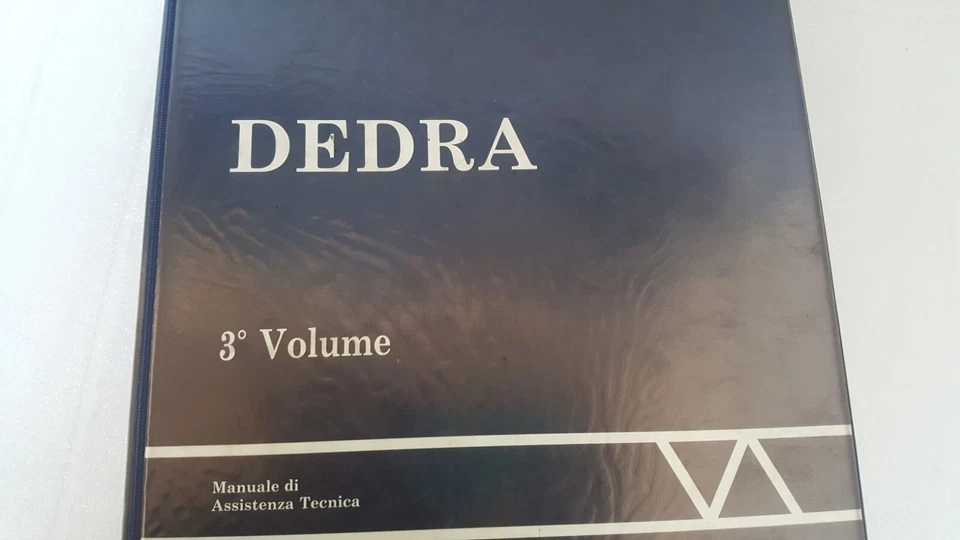 DEDRA
3° Volume
Manuale di
Assistenza Tecnica